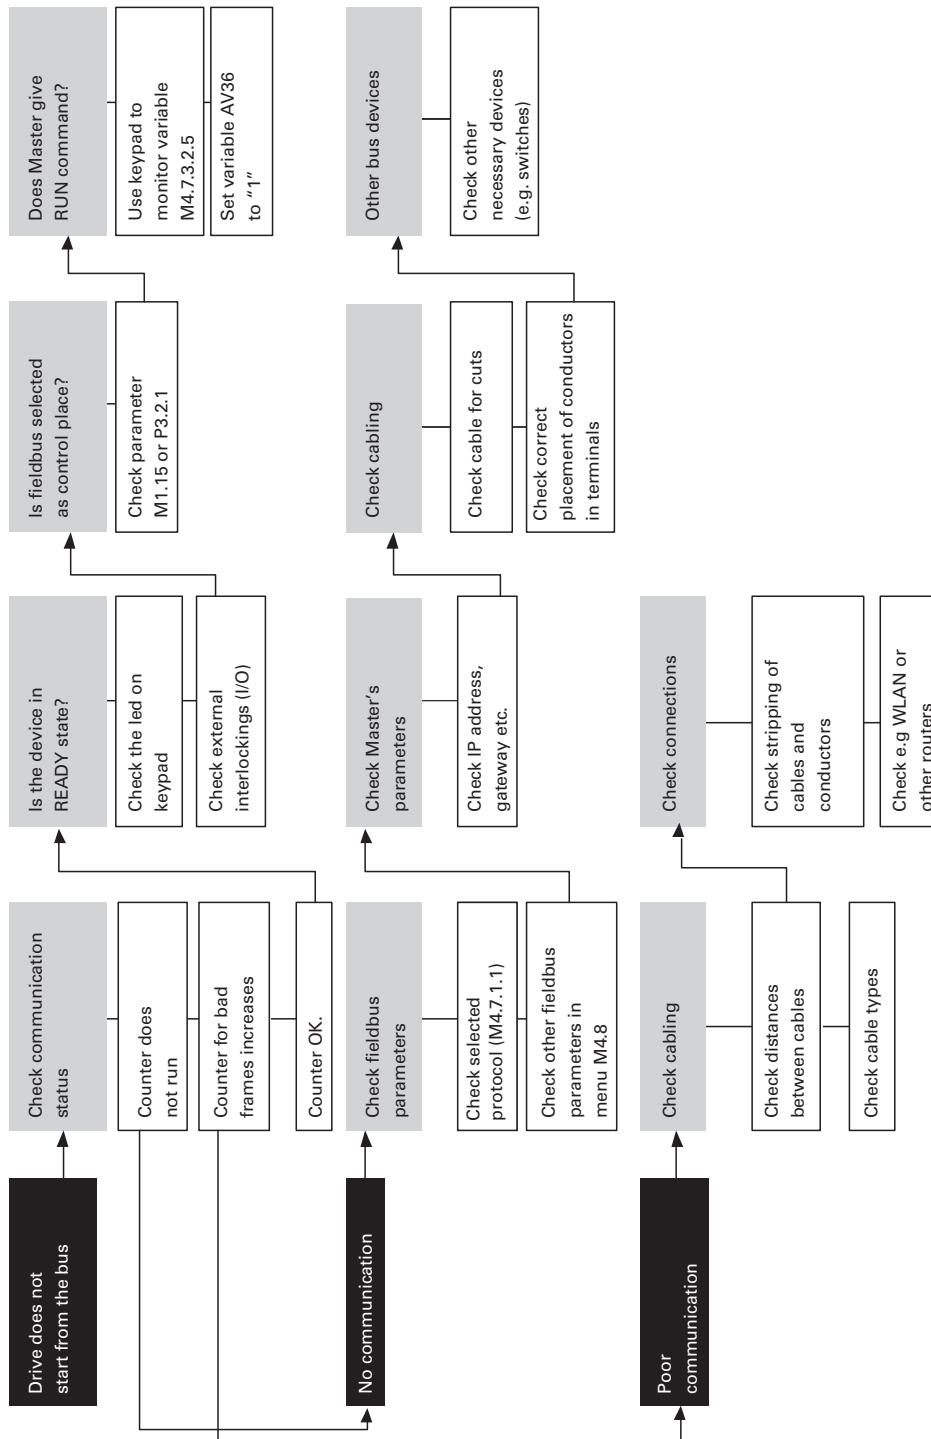 Drive does not
start from the bus
Check communication
status
Counter does
not run
Counter for bad
frames increases
Counter OK.
Is the device in
READY state?
Check the led on
keypad
Check external
interlockings (I/O)
Is fieldbus selected
as control place?
Check parameter
M1.15 or P3.2.1
Does Master give
RUN command?
Use keypad to
monitor variable
M4.7.3.2.5
Set variable AV36
to “1”
No communication
Check fieldbus
parameters
Check selected
protocol (M4.7.1.1)
Check other fieldbus
parameters in
menu M4.8
Check Master’s
parameters
Check IP address,
gateway etc.
Check cabling
Check cable for cuts
Check correct
placement of conductors
in terminals
Other bus devices
Check other
necessary devices
(e.g. switches)
Poor
communication
Check cabling
Check distances
between cables
Check cable types
Check connections
Check stripping of
cables and
conductors
Check e.g WLAN or
other routers